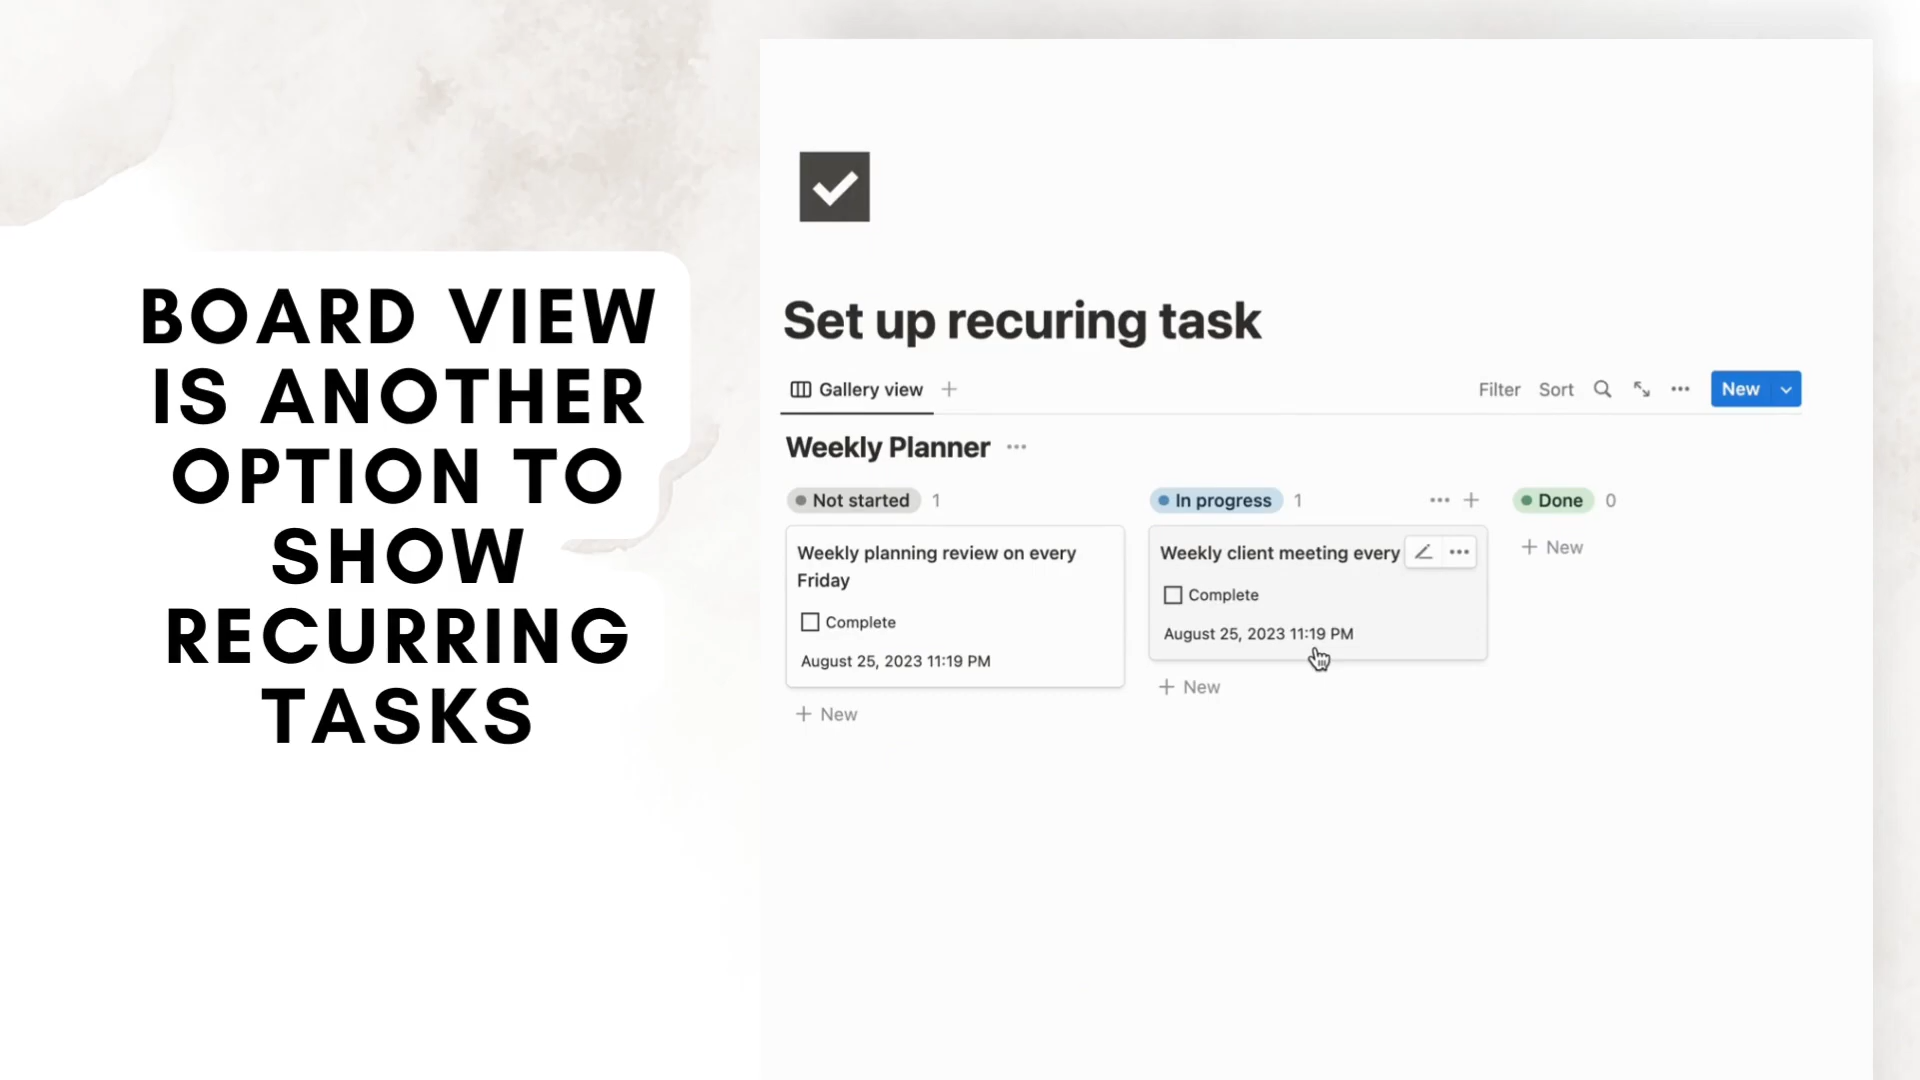 BOARD VIEW
IS ANOTHER
OPTION TO
SHOW
RECURRING
TASKS
Set up recuring task
Gallery view
Filter Sort New
Weekly Planner
Not started 1
Weekly planning review on every
Friday
Complete
August 25, 2023 11:19 PM
New
In progress 1
Weekly client meeting every
Complete
August 25, 2023 11:19 PM
New
Done 0
New